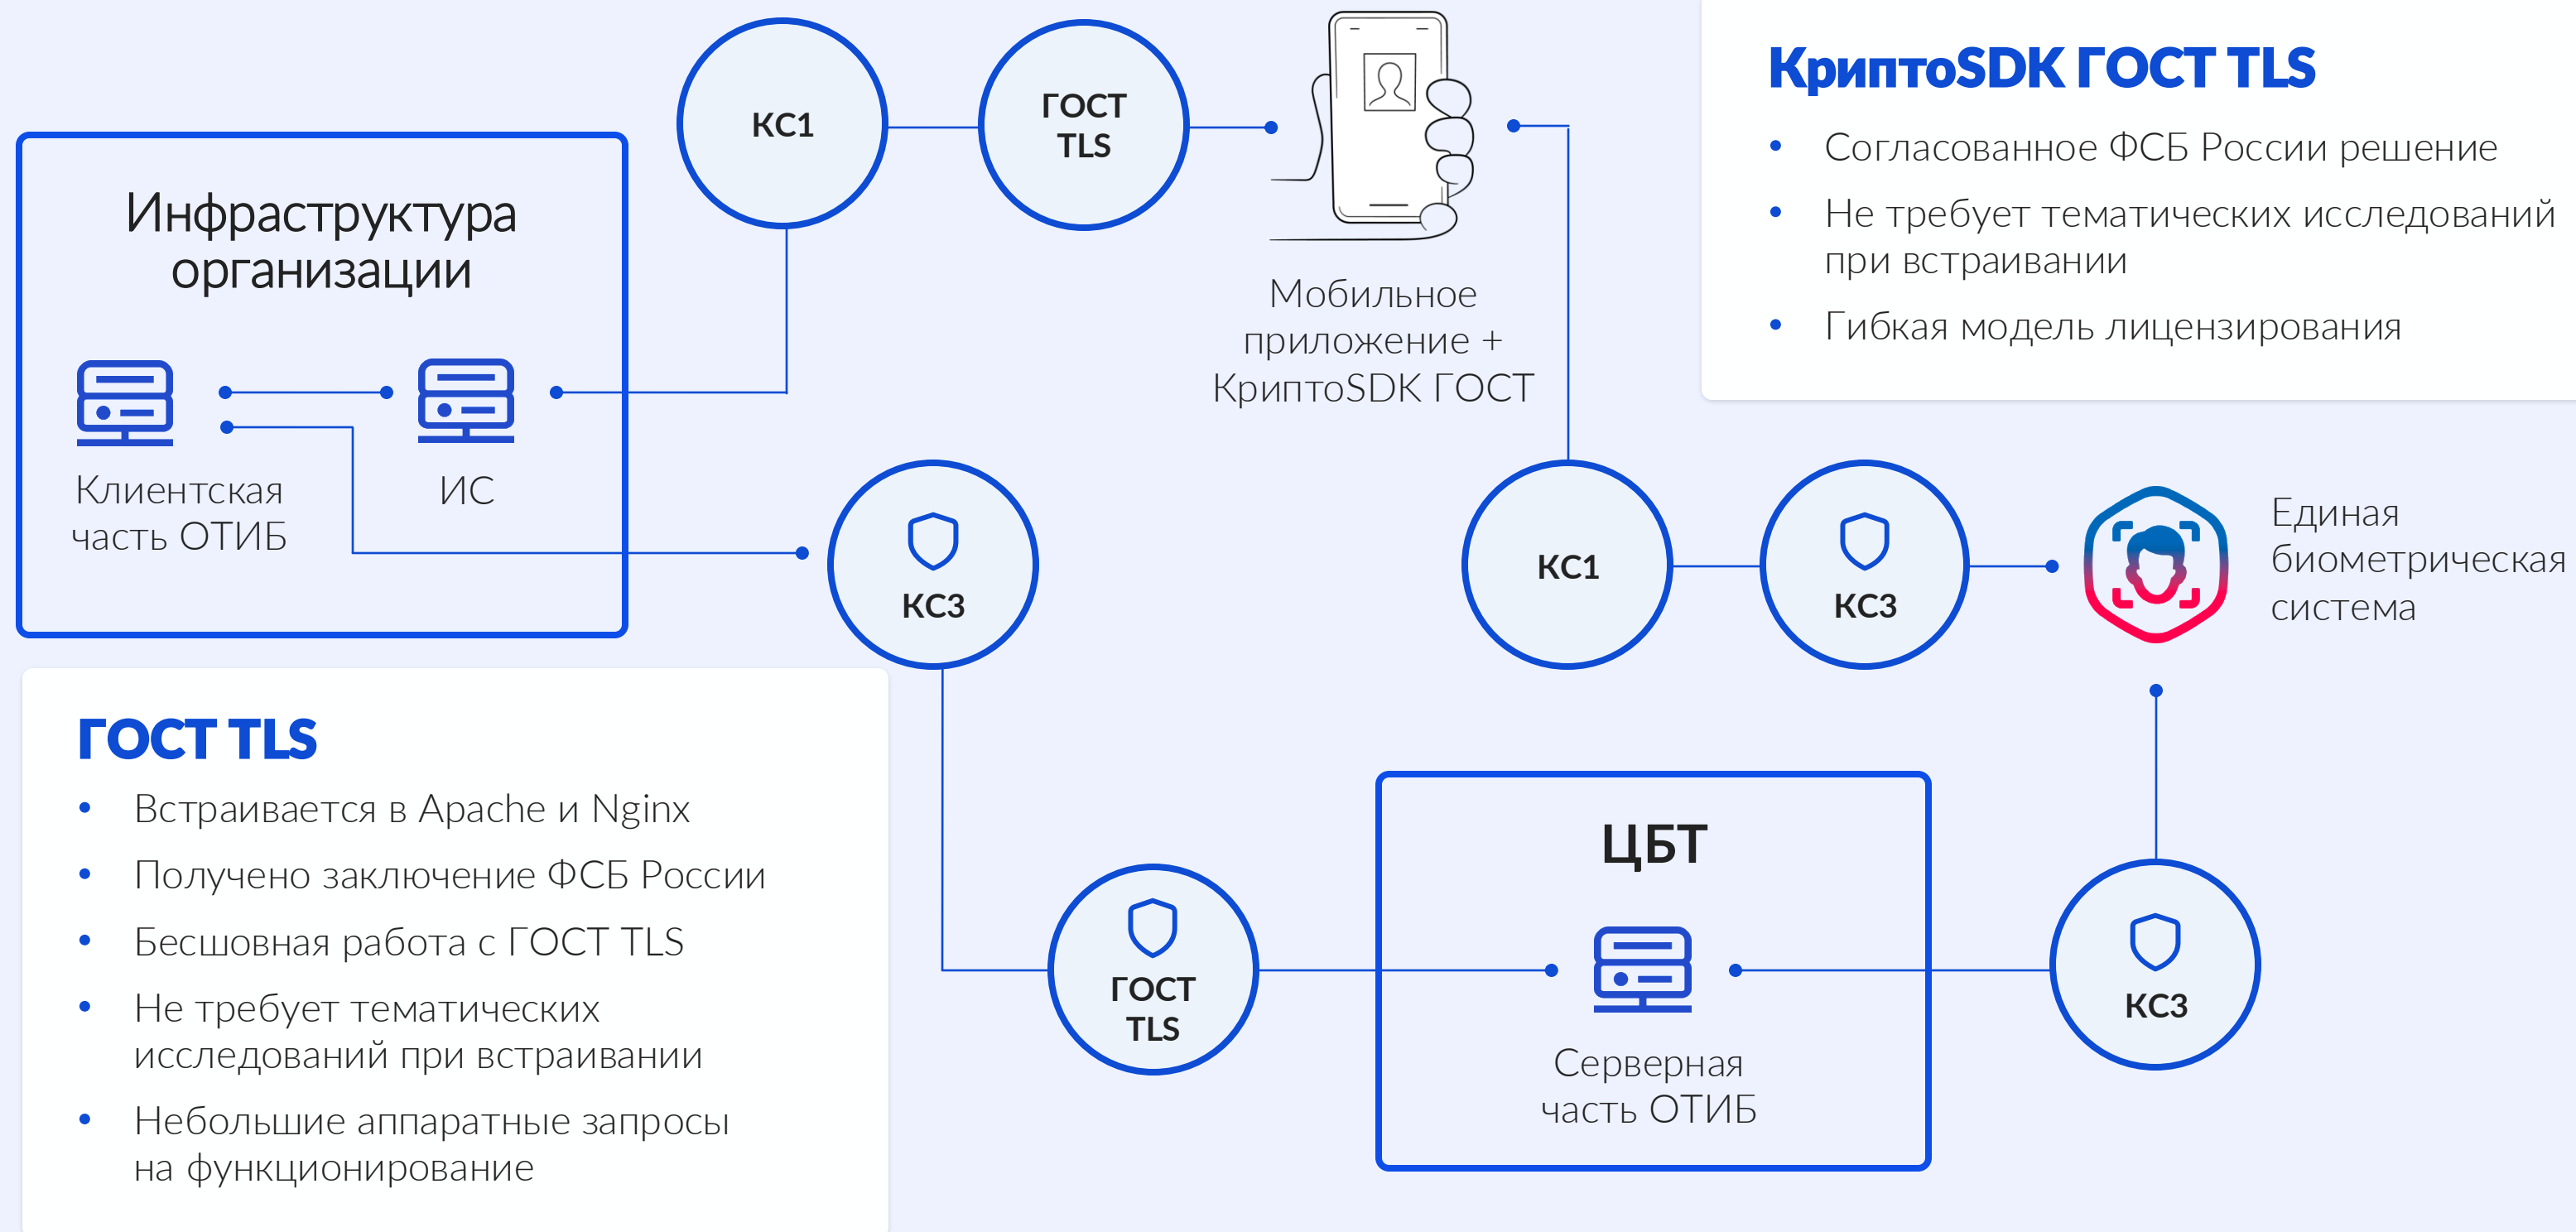 КС1
ГОСТ
TLS
Мобильное
приложение +
КриптоSDK ГОСТ
КриптоSDK ГОСТ TLS
• Согласованное ФСБ России решение
• Не требует тематических исследований
при встраивании
• Гибкая модель лицензирования
Инфраструктура
организации
Клиентская
часть ОТИБ
ИС
КС3
КС1
КС3
Единая
биометрическая
система
ГОСТ TLS
• Встраивается в Apache и Nginx
• Получено заключение ФСБ России
• Бесшовная работа с ГОСТ TLS
• Не требует тематических
исследований при встраивании
• Небольшие аппаратные запросы
на функционирование
ГОСТ
TLS
ЦБТ
Серверная
часть ОТИБ
КС3